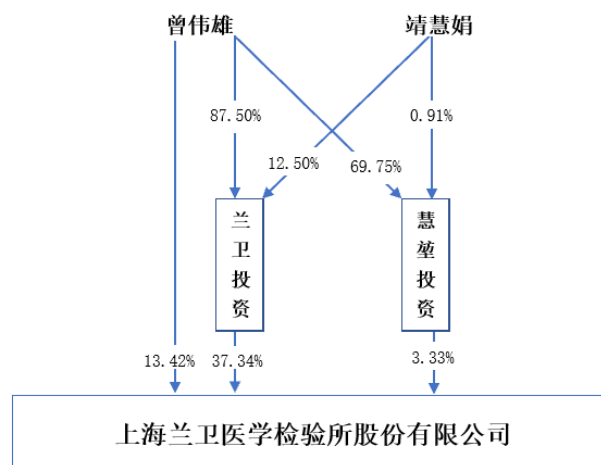 曾伟雄
靖慧娟
87.50%
0.91%
12.50%
69.75%
兰卫投资
慧堃投资
13.42%
37.34%
3.33%
上海兰卫医学检验所股份有限公司